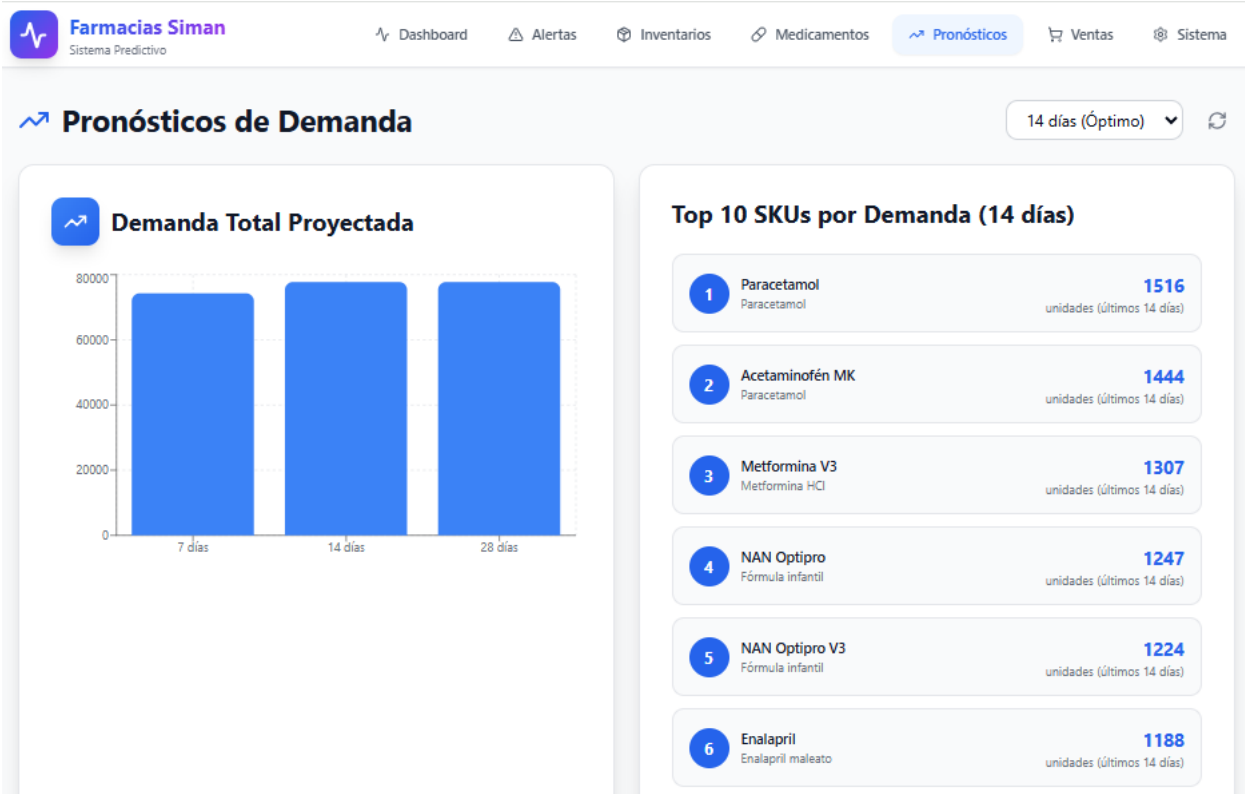 Farmacias Siman
Sistema Predictivo
Dashboard
Alertas
Inventarios
Medicamentos
Pronósticos
Ventas
Sistema
Pronósticos de Demanda
14 días (Óptimo)
Demanda Total Proyectada
80000
60000
40000
20000
0
7 días
14 días
28 días
Top 10 SKUs por Demanda (14 días)
1
Paracetamol
Paracetamol
1516
unidades (últimos 14 días)
2
Acetaminofén MK
Paracetamol
1444
unidades (últimos 14 días)
3
Metformina V3
Metformina HCl
1307
unidades (últimos 14 días)
4
NAN Optipro
Fórmula infantil
1247
unidades (últimos 14 días)
5
NAN Optipro V3
Fórmula infantil
1224
unidades (últimos 14 días)
6
Enalapril
Enalapril maleato
1188
unidades (últimos 14 días)